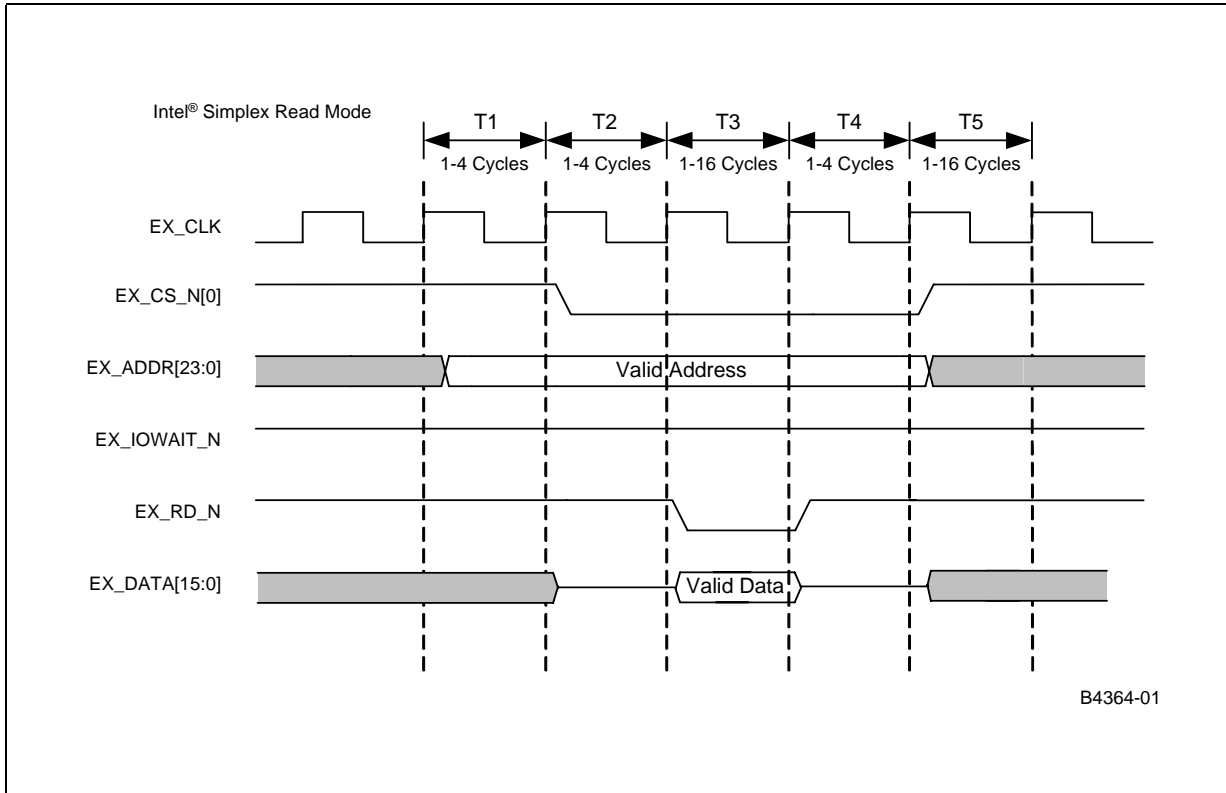 Intel® Simplex Read Mode
T1 T2 T3 T4 T5
1-4 Cycles 1-4 Cycles 1-16 Cycles 1-4 Cycles 1-16 Cycles
EX_CLK
EX_CS_N[0]
EX_ADDR[23:0] Valid Address
EX_IOWAIT_N
EX_RD_N
EX_DATA[15:0] Valid Data
B4364-01